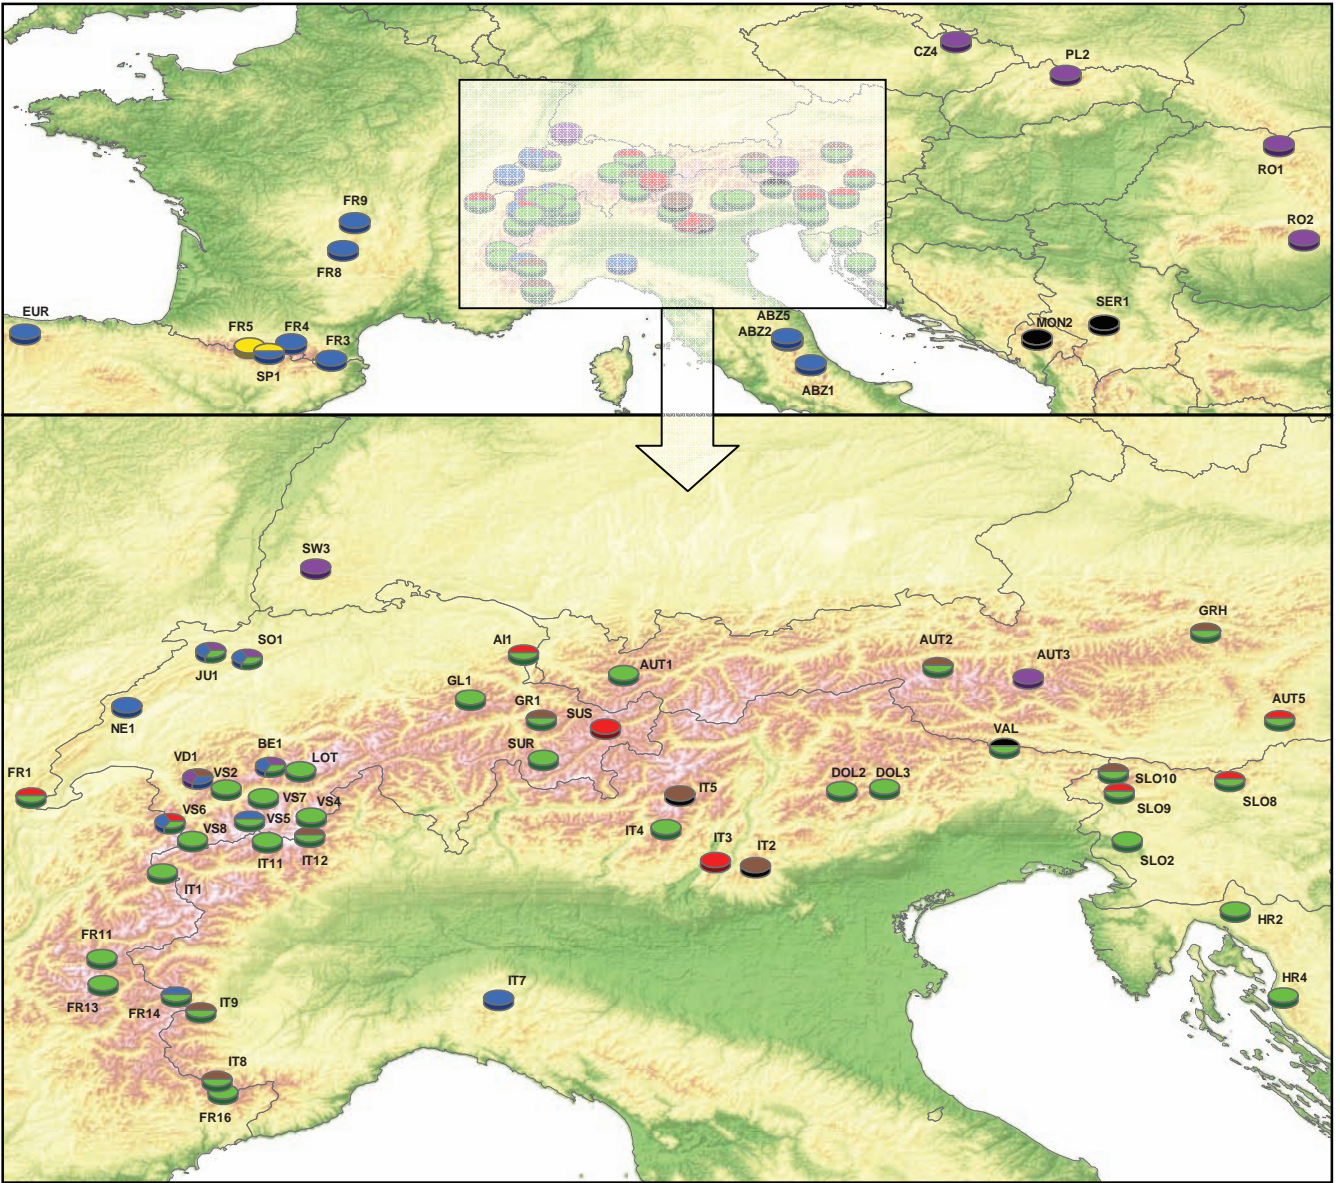 CZ4
PL2
RO1
FR9
RO2
FR8
EUR
SER1
ABZ5
FR5
FR4
MON2
ABZ2
FR3
SP1
ABZ1
SW3
GRH
SO1
AI1
AUT2
JU1
AUT1
AUT3
GL1
GR1
SUS
AUT5
NE1
VAL
BE1
LOT
SUR
VD1
VS2
FR1
DOL2
DOL3
SLO10
IT5
SLO8
VS7
VS4
SLO9
VS6
VS5
VS8
IT4
IT3
IT2
IT11
IT12
SLO2
IT1
HR2
FR11
HR4
IT7
FR13
IT9
FR14
IT8
FR16